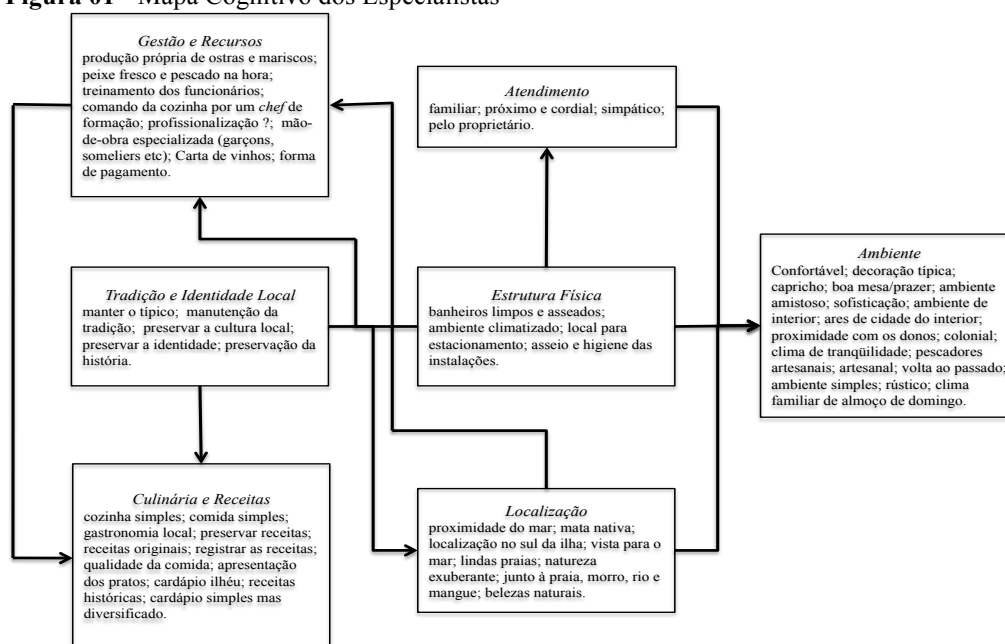 Figura 01 - Mapa Cognitivo dos Especialistas
Gestão e Recursos
produção própria de ostras e mariscos;
peixe fresco e pescado na hora;
treinamento dos funcionários;
comando da cozinha por um chef de
formação; profissionalização ?; mão-
de-obra especializada (garçons,
someliers etc); Carta de vinhos; forma
de pagamento.
Atendimento
familiar; próximo e cordial; simpático;
pelo proprietário.
Tradição e Identidade Local
manter o típico; manutenção da
tradição; preservar a cultura local;
preservar a identidade; preservação da
história.
Estrutura Física
banheiros limpos e asseados;
ambiente climatizado; local para
estacionamento; asseio e higiene das
instalações.
Ambiente
Confortável; decoração típica;
capricho; boa mesa/prazer; ambiente
amistoso; sofisticação; ambiente de
interior; ares de cidade do interior;
proximidade com os donos; colonial;
clima de tranqüilidade; pescadores
artesanais; artesanal; volta ao passado;
ambiente simples; rústico; clima
familiar de almoço de domingo.
Culinária e Receitas
cozinha simples; comida simples;
gastronomia local; preservar receitas;
receitas originais; registrar as receitas;
qualidade da comida; apresentação
dos pratos; cardápio ilhéu; receitas
históricas; cardápio simples mas
diversificado.
Localização
proximidade do mar; mata nativa;
localização no sul da ilha; vista para o
mar; lindas praias; natureza
exuberante; junto à praia, morro, rio e
mangue; belezas naturais.